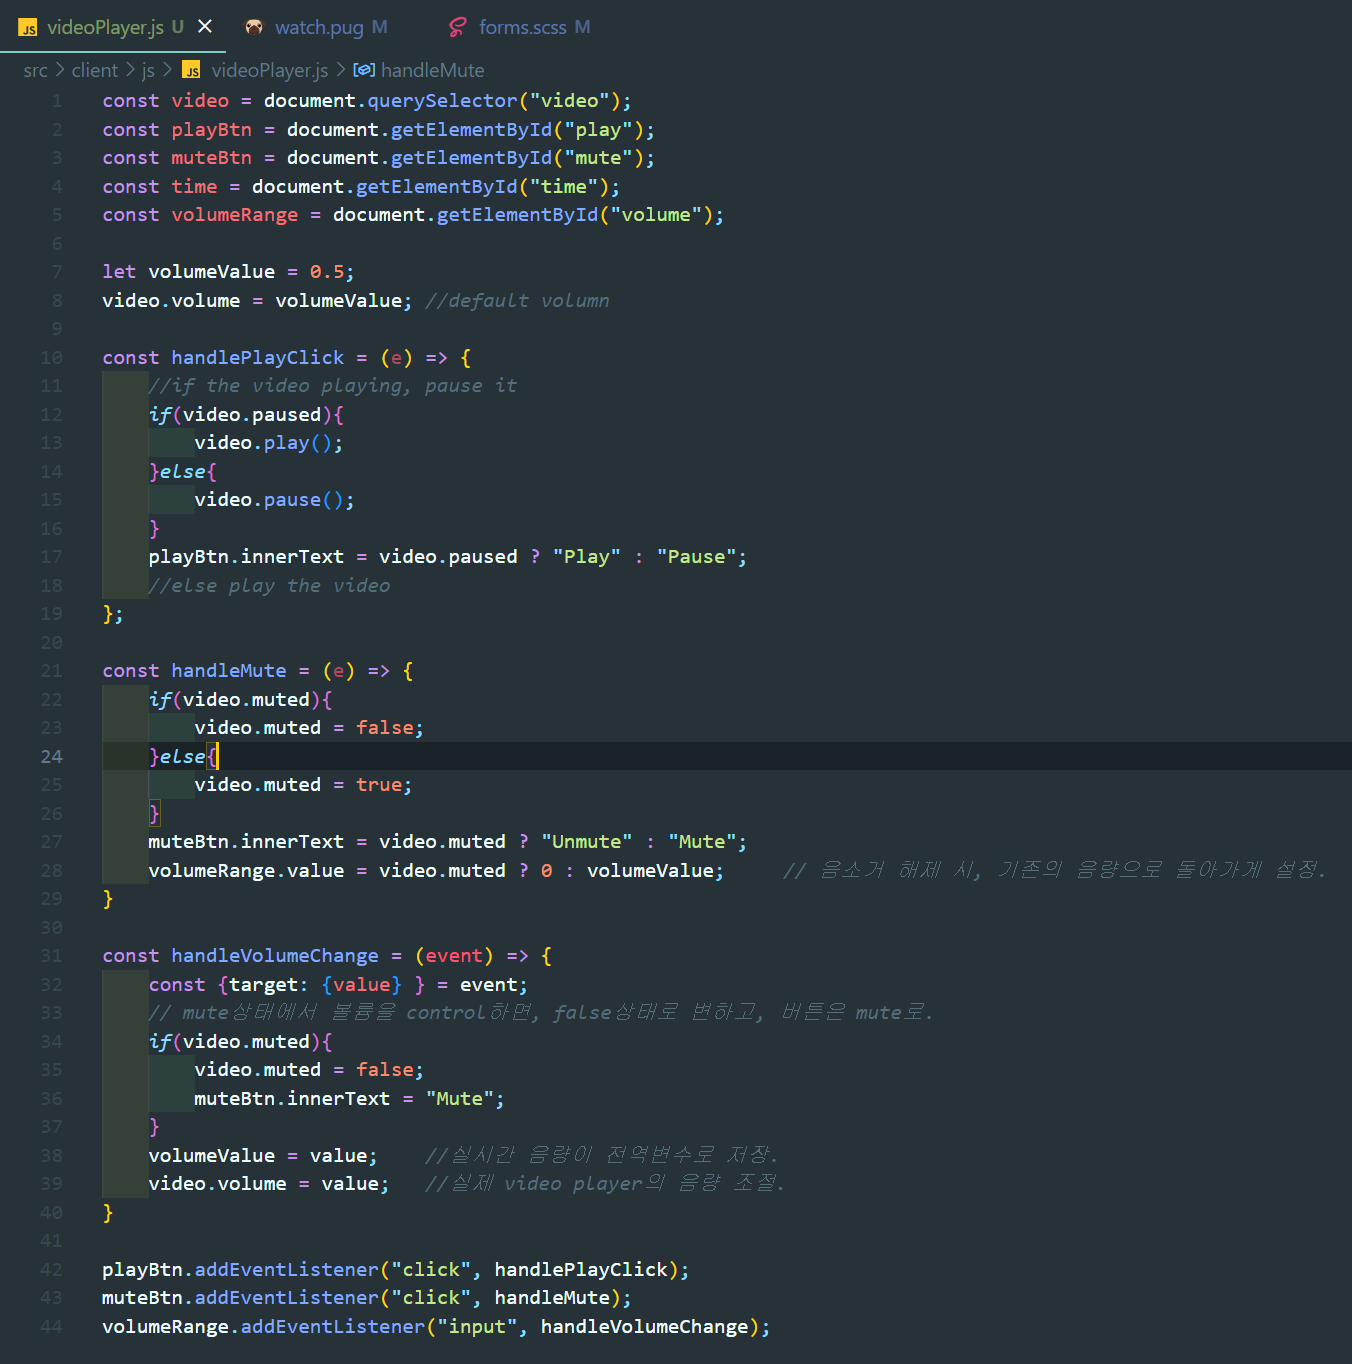 JS videoPlayer.js U × watch.pug M forms.scss M
src > client > js > JS videoPlayer.js > handleMute
1 const video = document.querySelector("video");
2 const playBtn = document.getElementById("play");
3 const muteBtn = document.getElementById("mute");
4 const time = document.getElementById("time");
5 const volumeRange = document.getElementById("volume");
6
7 let volumeValue = 0.5;
8 video.volume = volumeValue; //default volumn
9
10 const handlePlayClick = (e) => {
11     //if the video playing, pause it
12     if(video.paused){
13         video.play();
14     }else{
15         video.pause();
16     }
17     playBtn.innerText = video.paused ? "Play" : "Pause";
18     //else play the video
19 };
20
21 const handleMute = (e) => {
22     if(video.muted){
23         video.muted = false;
24     }else{
25         video.muted = true;
26     }
27     muteBtn.innerText = video.muted ? "Unmute" : "Mute";
28     volumeRange.value = video.muted ? 0 : volumeValue;     // 음소거 해제 시, 기존의 음량으로 돌아가게 설정.
29 }
30
31 const handleVolumeChange = (event) => {
32     const {target: {value} } = event;
33     // mute상태에서 볼륨을 control하면, false상태로 변하고, 버튼은 mute로.
34     if(video.muted){
35         video.muted = false;
36         muteBtn.innerText = "Mute";
37     }
38     volumeValue = value;    //실시간 음량이 전역변수로 저장.
39     video.volume = value;   //실제 video player의 음량 조절.
40 }
41
42 playBtn.addEventListener("click", handlePlayClick);
43 muteBtn.addEventListener("click", handleMute);
44 volumeRange.addEventListener("input", handleVolumeChange);